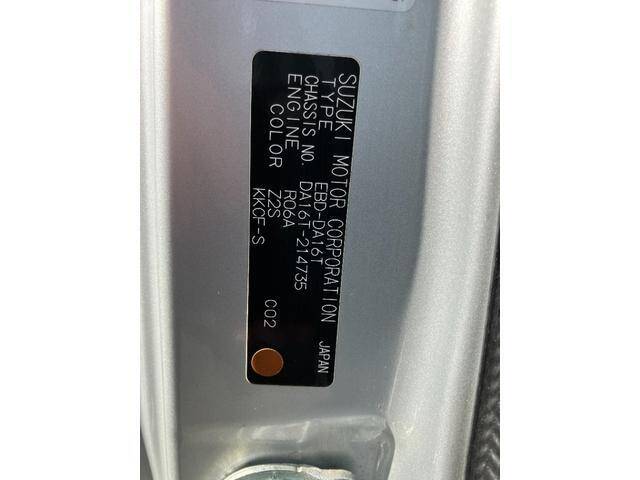 SUZUKI MOTOR CORPORATION JAPAN
TYPE EBD-DA16T
CHASSIS NO. DA16T-214735
ENGINE R06A
COLOR Z2S
KKCF-S C02